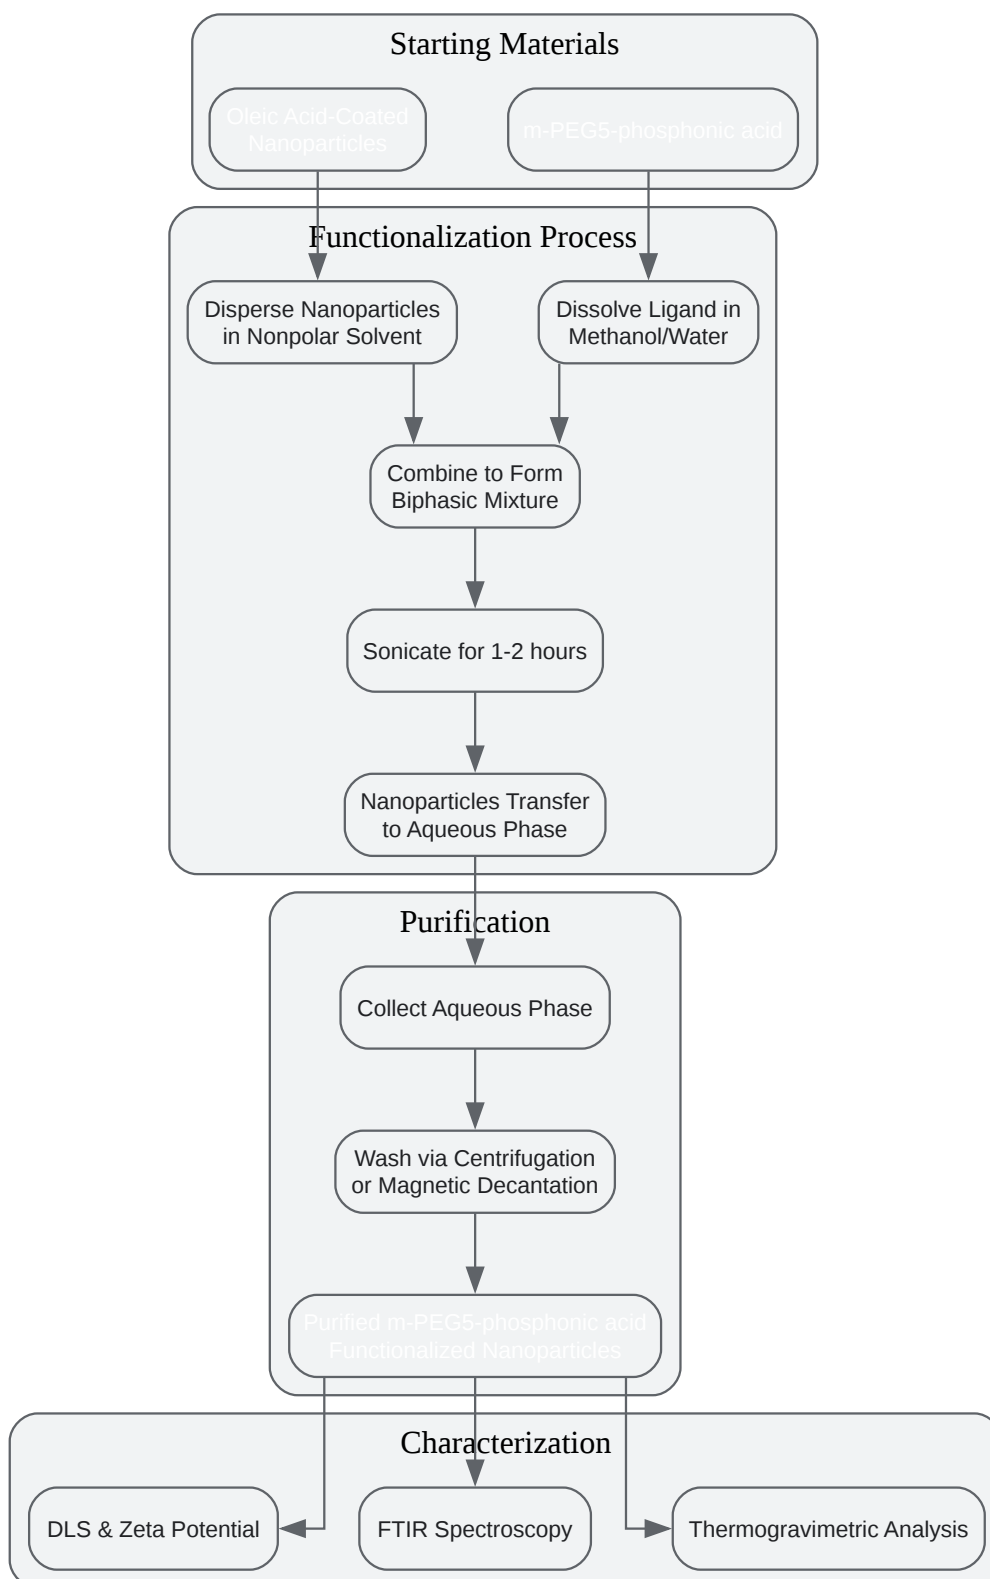 Starting Materials
Oleic Acid-Coated
Nanoparticles
m-PEG5-phosphonic acid
Functionalization Process
Disperse Nanoparticles
in Nonpolar Solvent
Dissolve Ligand in
Methanol/Water
Combine to Form
Biphasic Mixture
Sonicate for 1-2 hours
Nanoparticles Transfer
to Aqueous Phase
Purification
Collect Aqueous Phase
Wash via Centrifugation
or Magnetic Decantation
Purified m-PEG5-phosphonic acid
Functionalized Nanoparticles
Characterization
DLS & Zeta Potential
FTIR Spectroscopy
Thermogravimetric Analysis